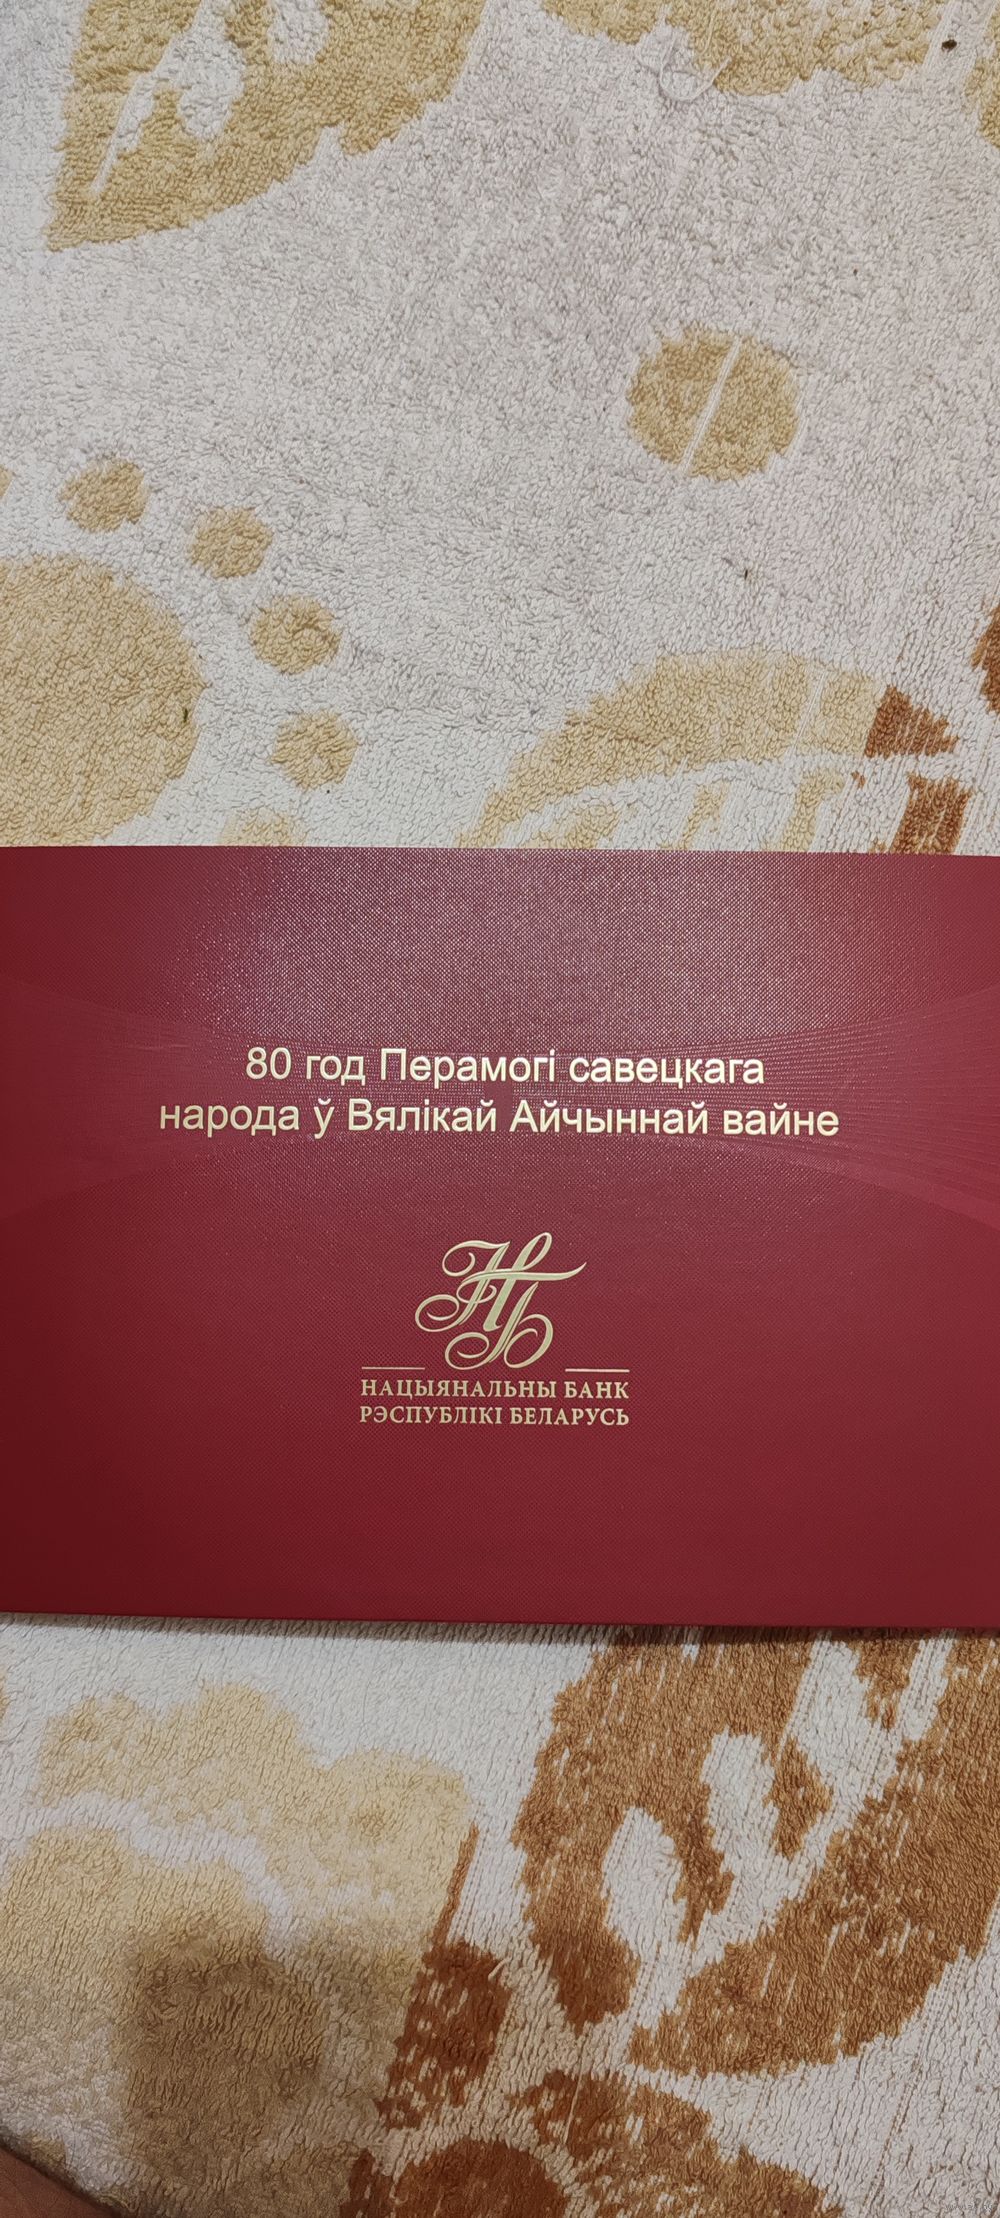 80 год Перамогі савецкага
народа ў Вялікай Айчыннай вайне
НБ
НАЦЫЯНАЛЬНЫ БАНК
РЭСПУБЛІКІ БЕЛАРУСЬ